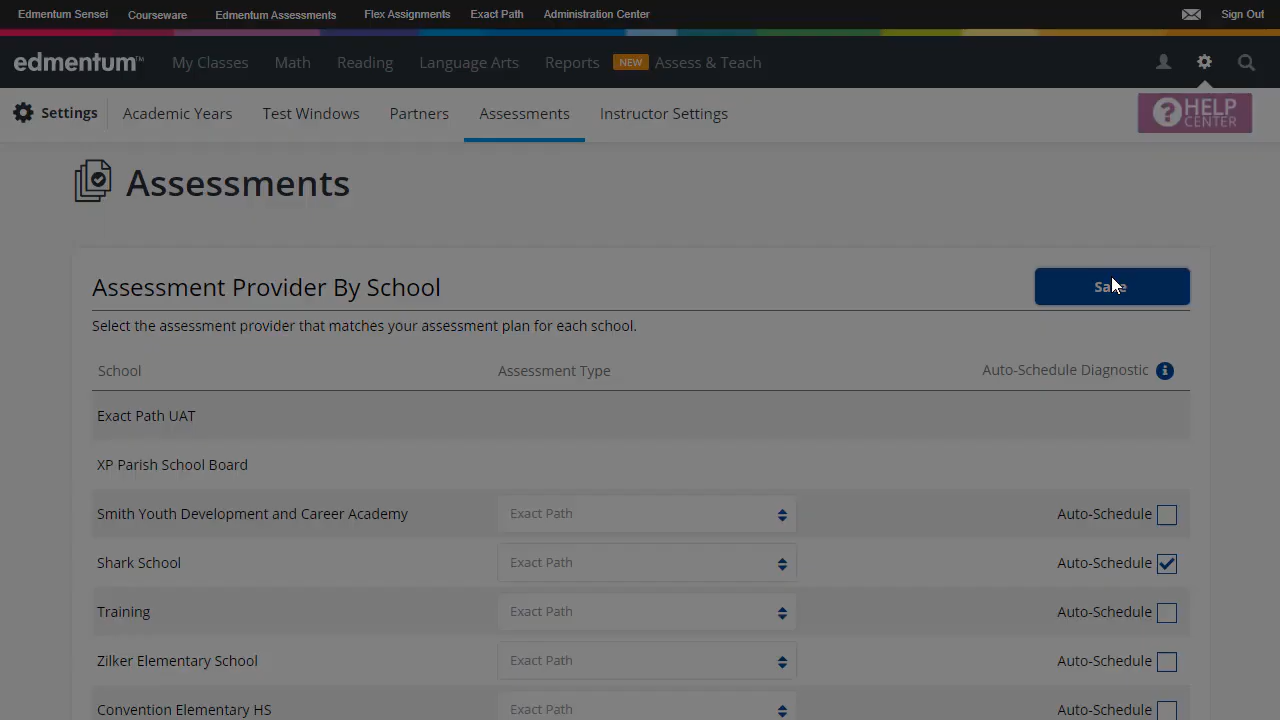 Edmentum Sensei Courseware Edmentum Assessments Flex Assignments Exact Path Administration Center Sign Out
edmentum™ My Classes Math Reading Language Arts Reports NEW Assess & Teach
Settings Academic Years Test Windows Partners Assessments Instructor Settings ? HELP CENTER
Assessments
Assessment Provider By School Save
Select the assessment provider that matches your assessment plan for each school.
School Assessment Type Auto-Schedule Diagnostic i
Exact Path UAT
XP Parish School Board
Smith Youth Development and Career Academy Exact Path Auto-Schedule
Shark School Exact Path Auto-Schedule
Training Exact Path Auto-Schedule
Zilker Elementary School Exact Path Auto-Schedule
Convention Elementary HS Exact Path Auto-Schedule